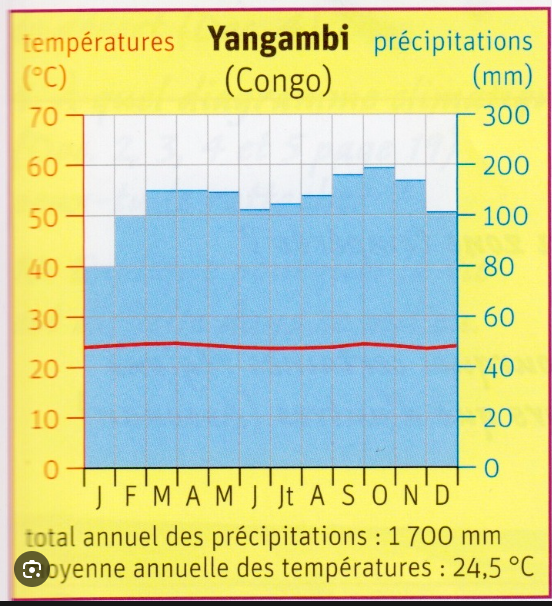 températures Yangambi précipitations
(°C) (Congo) (mm)
70 300
60 200
50 100
40 80
30 60
20 40
10 20
0 0
J F M A M J Jt A S O N D
total annuel des précipitations : 1 700 mm
moyenne annuelle des températures : 24,5 °C